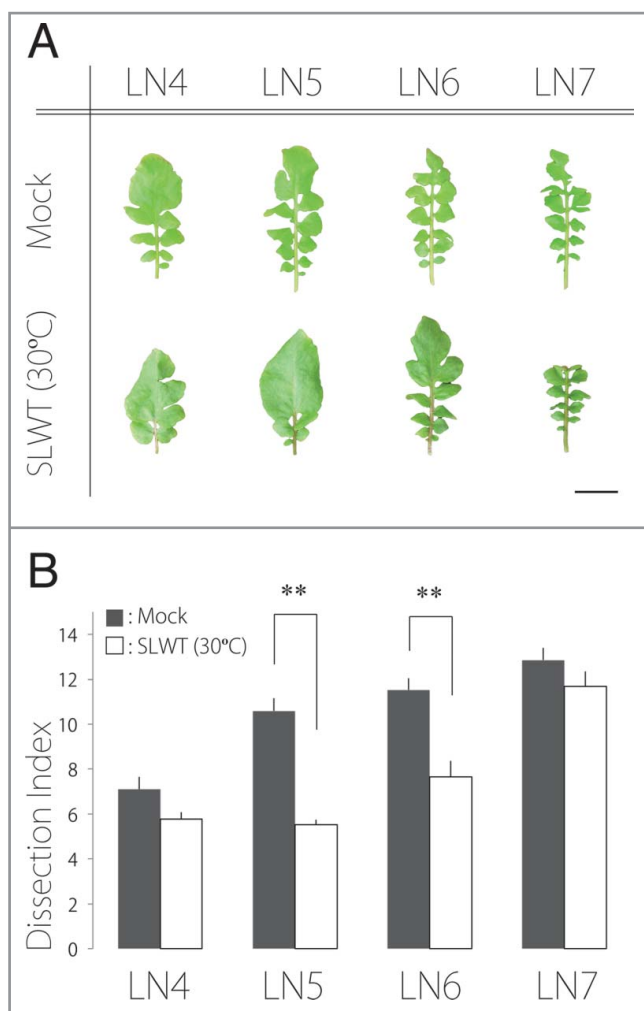 A
LN4 LN5 LN6 LN7
Mock
SLWT (30ºC)
B
** **
: Mock
: SLWT (30ºC)
Dissection Index
14
12
10
8
6
4
2
0
LN4 LN5 LN6 LN7